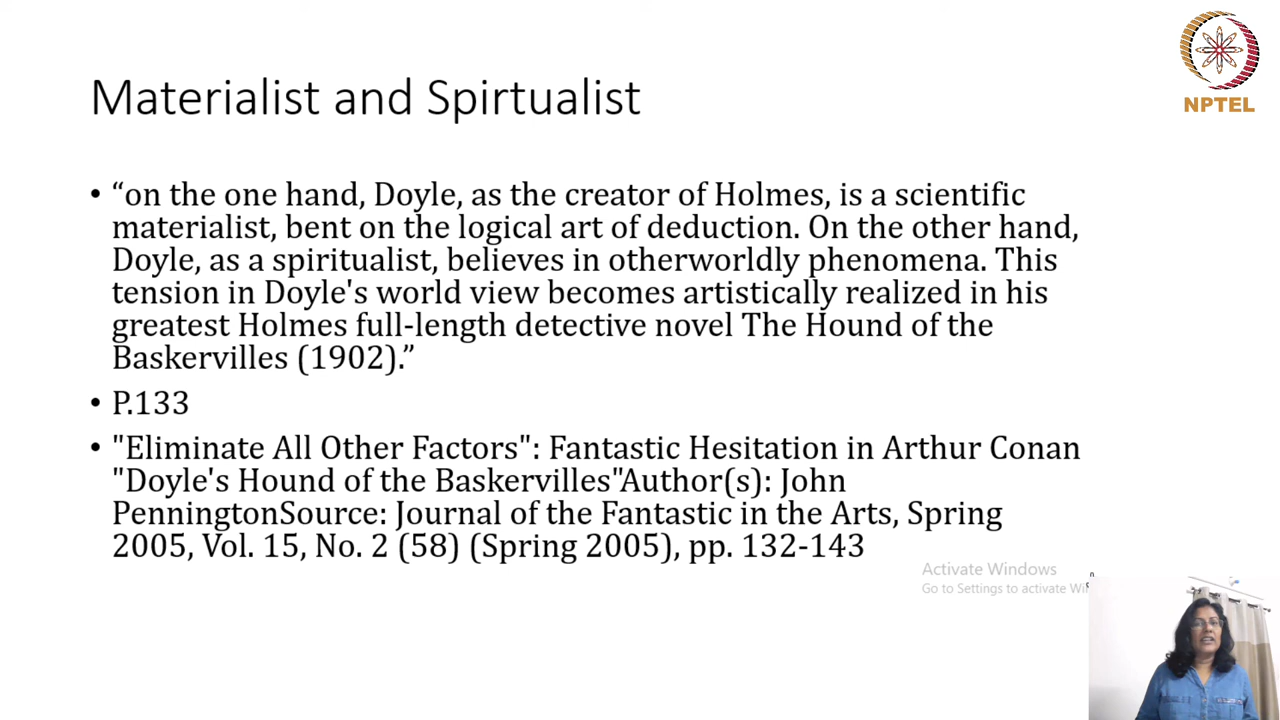 NPTEL
Materialist and Spirtualist
• “on the one hand, Doyle, as the creator of Holmes, is a scientific
materialist, bent on the logical art of deduction. On the other hand,
Doyle, as a spiritualist, believes in otherworldly phenomena. This
tension in Doyle's world view becomes artistically realized in his
greatest Holmes full-length detective novel The Hound of the
Baskervilles (1902).”
• P.133
• "Eliminate All Other Factors": Fantastic Hesitation in Arthur Conan
"Doyle's Hound of the Baskervilles"Author(s): John
PenningtonSource: Journal of the Fantastic in the Arts, Spring
2005, Vol. 15, No. 2 (58) (Spring 2005), pp. 132-143
Activate Windows
Go to Settings to activate